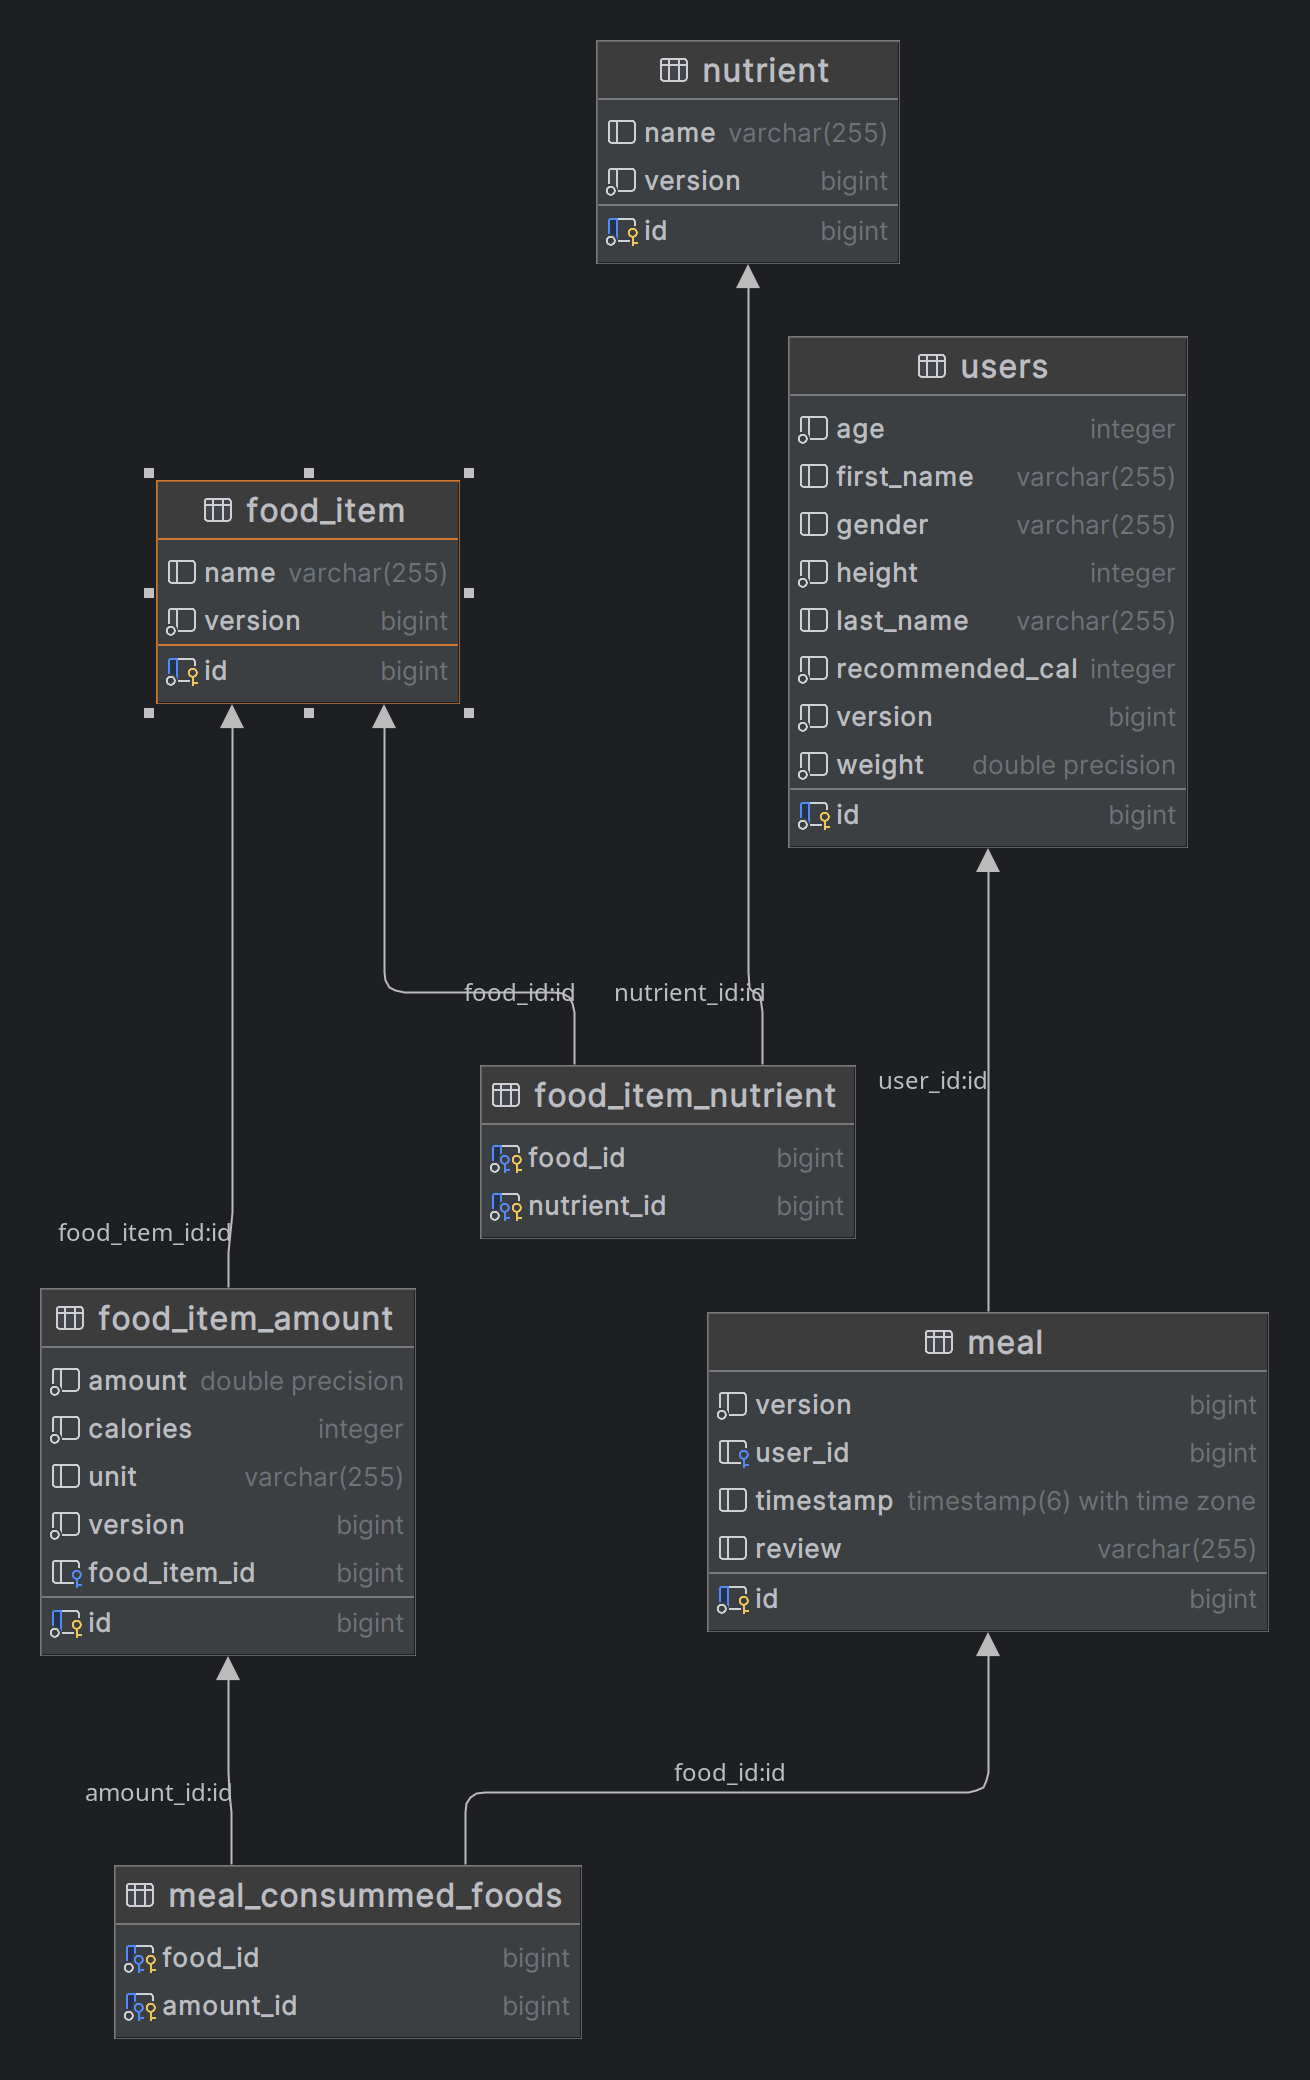 nutrient
name varchar(255)
version bigint
id bigint
users
age integer
first_name varchar(255)
gender varchar(255)
height integer
last_name varchar(255)
recommended_cal integer
version bigint
weight double precision
id bigint
food_item
name varchar(255)
version bigint
id bigint
food_id:id
nutrient_id:id
food_item_nutrient
food_id bigint
nutrient_id bigint
user_id:id
food_item_id:id
food_item_amount
amount double precision
calories integer
unit varchar(255)
version bigint
food_item_id bigint
id bigint
meal
version bigint
user_id bigint
timestamp timestamp(6) with time zone
review varchar(255)
id bigint
amount_id:id
food_id:id
meal_consummed_foods
food_id bigint
amount_id bigint